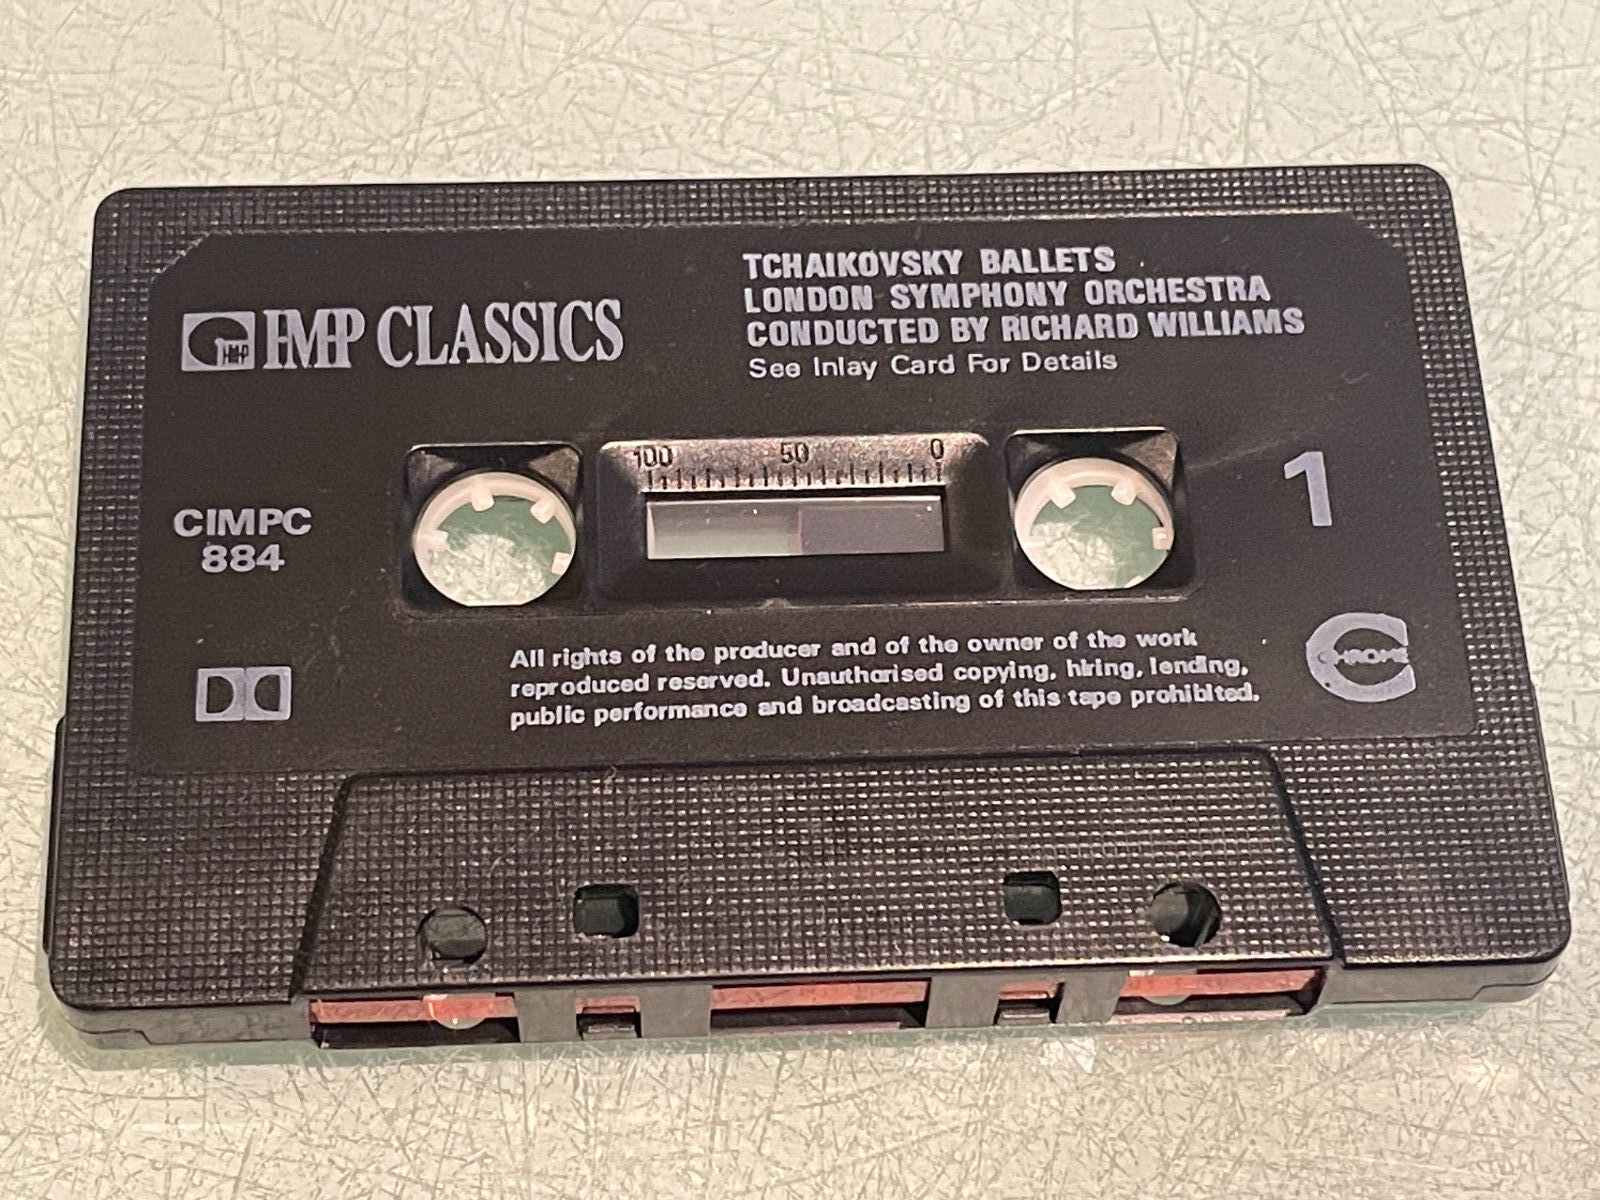 IMP CLASSICS
IMP
TCHAIKOVSKY BALLETS
LONDON SYMPHONY ORCHESTRA
CONDUCTED BY RICHARD WILLIAMS
See Inlay Card For Details
100 50 0
1
CIMPC
884
All rights of the producer and of the owner of the work
reproduced reserved. Unauthorised copying, hiring, lending,
public performance and broadcasting of this tape prohibited.
CHROME